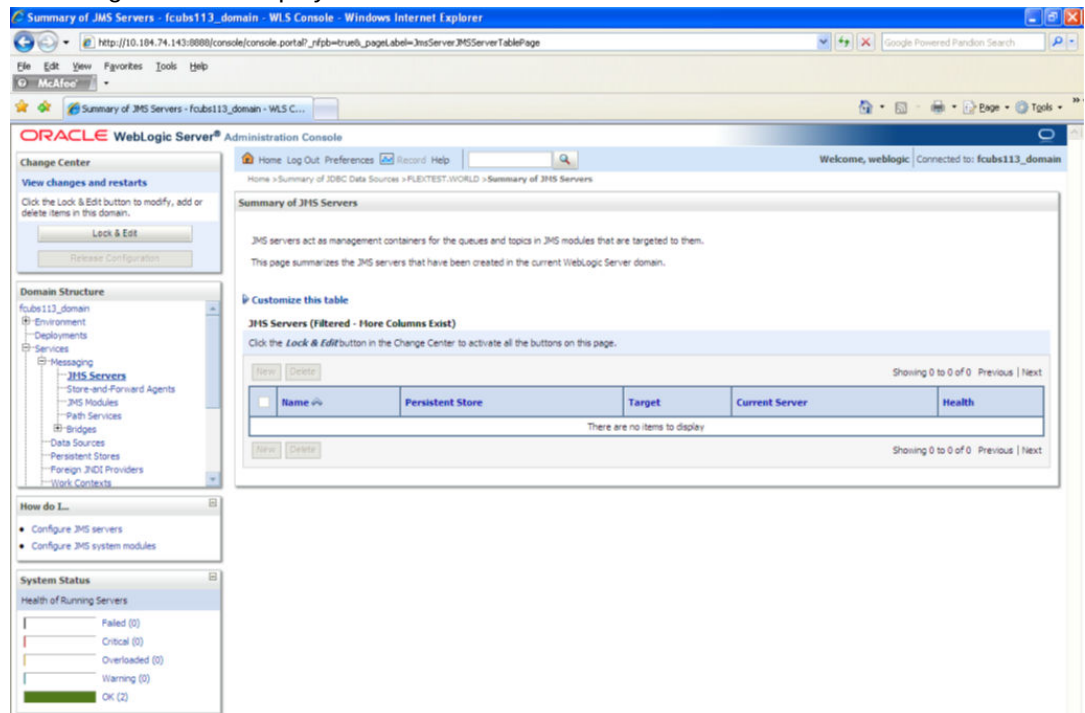 Summary of JMS Servers - fcubs113_domain - WLS Console - Windows Internet Explorer
http://10.184.74.143:8888/console/console.portal?_nfpb=true&_pageLabel=JmsServerJMSServerTablePage
Google Powered Pandion Search
File Edit View Favorites Tools Help
McAfee
Summary of JMS Servers - fcubs113_domain - WLS C...
Page Tools
ORACLE WebLogic Server® Administration Console
Change Center
View changes and restarts
Click the Lock & Edit button to modify, add or
delete items in this domain.
Lock & Edit
Release Configuration
Domain Structure
fcubs113_domain
Environment
Deployments
Services
Messaging
JMS Servers
Store-and-Forward Agents
JMS Modules
Path Services
Bridges
Data Sources
Persistent Stores
Foreign JNDI Providers
Work Contexts
How do I...
Configure JMS servers
Configure JMS system modules
System Status
Health of Running Servers
Failed (0)
Critical (0)
Overloaded (0)
Warning (0)
OK (2)
Home Log Out Preferences Record Help
Welcome, weblogic Connected to: fcubs113_domain
Home >Summary of JDBC Data Sources >FLEXTEST.WORLD >Summary of JMS Servers
Summary of JMS Servers
JMS servers act as management containers for the queues and topics in JMS modules that are targeted to them.
This page summarizes the JMS servers that have been created in the current WebLogic Server domain.
Customize this table
JMS Servers (Filtered - More Columns Exist)
Click the Lock & Edit button in the Change Center to activate all the buttons on this page.
New Delete Showing 0 to 0 of 0 Previous | Next
Name Persistent Store Target Current Server Health
There are no items to display
New Delete Showing 0 to 0 of 0 Previous | Next